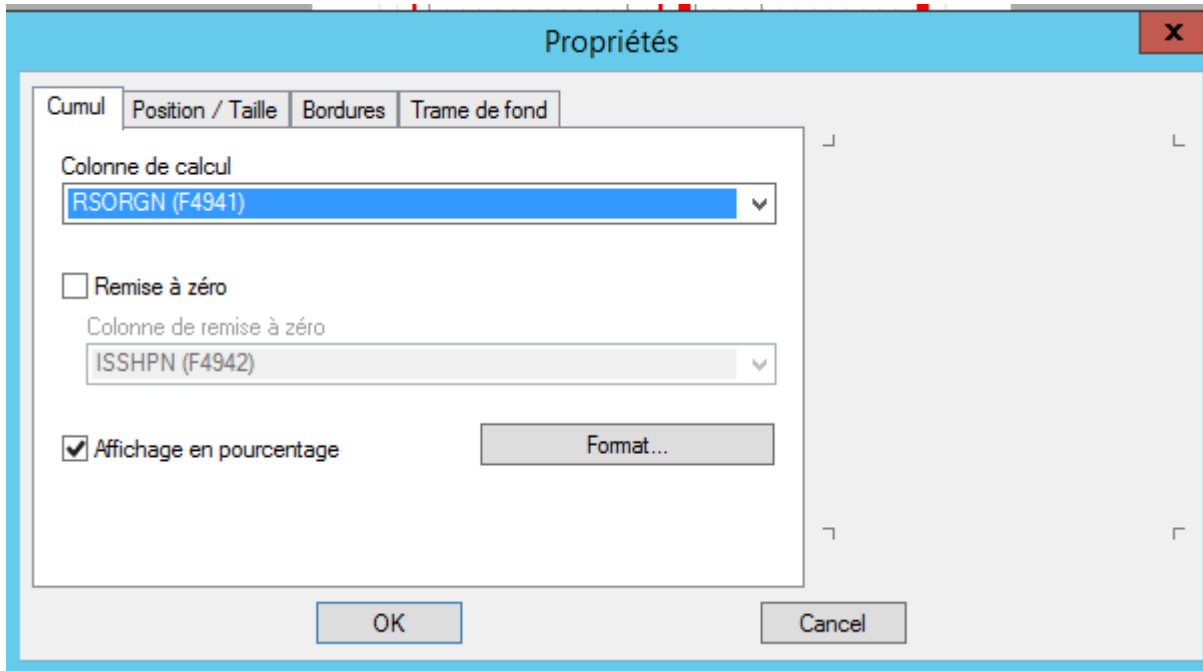 Propriétés
x
Cumul
Position / Taille
Bordures
Trame de fond
Colonne de calcul
RSORGN (F4941)
Remise à zéro
Colonne de remise à zéro
ISSHPN (F4942)
Affichage en pourcentage
Format...
OK
Cancel